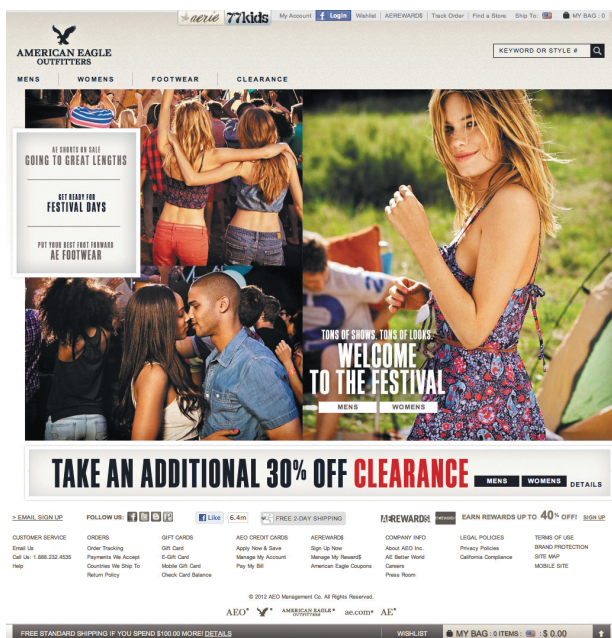 aerie 77kids My Account f Login Wishlist AEREWARD$ Track Order Find a Store Ship To: MY BAG : 0
AMERICAN EAGLE
OUTFITTERS
KEYWORD OR STYLE #
MENS WOMENS FOOTWEAR CLEARANCE
AE SHORTS ON SALE
GOING TO GREAT LENGTHS
GET READY FOR
FESTIVAL DAYS
PUT YOUR BEST FOOT FORWARD
AE FOOTWEAR
TONS OF SHOWS. TONS OF LOOKS.
WELCOME
TO THE FESTIVAL
MENS WOMENS
TAKE AN ADDITIONAL 30% OFF CLEARANCE MENS WOMENS DETAILS
> EMAIL SIGN UP FOLLOW US: Like 6.4m FREE 2-DAY SHIPPING AEREWARD$ EARN REWARDS UP TO 40% OFF! SIGN UP
CUSTOMER SERVICE
Email Us
Call Us: 1.888.232.4535
Help
ORDERS
Order Tracking
Payments We Accept
Countries We Ship To
Return Policy
GIFT CARDS
Gift Card
E-Gift Card
Mobile Gift Card
Check Card Balance
AEO CREDIT CARDS
Apply Now & Save
Manage My Account
Pay My Bill
AEREWARD$
Sign Up Now
Manage My Reward$
American Eagle Coupons
COMPANY INFO
About AEO Inc.
AE Better World
Careers
Press Room
LEGAL POLICIES
Privacy Policies
California Compliance
TERMS OF USE
BRAND PROTECTION
SITE MAP
MOBILE SITE
© 2012 AEO Management Co. All Rights Reserved.
AEO® AMERICAN EAGLE® OUTFITTERS ae.com® AE®
FREE STANDARD SHIPPING IF YOU SPEND $100.00 MORE! DETAILS WISHLIST MY BAG : 0 ITEMS : : $ 0.00